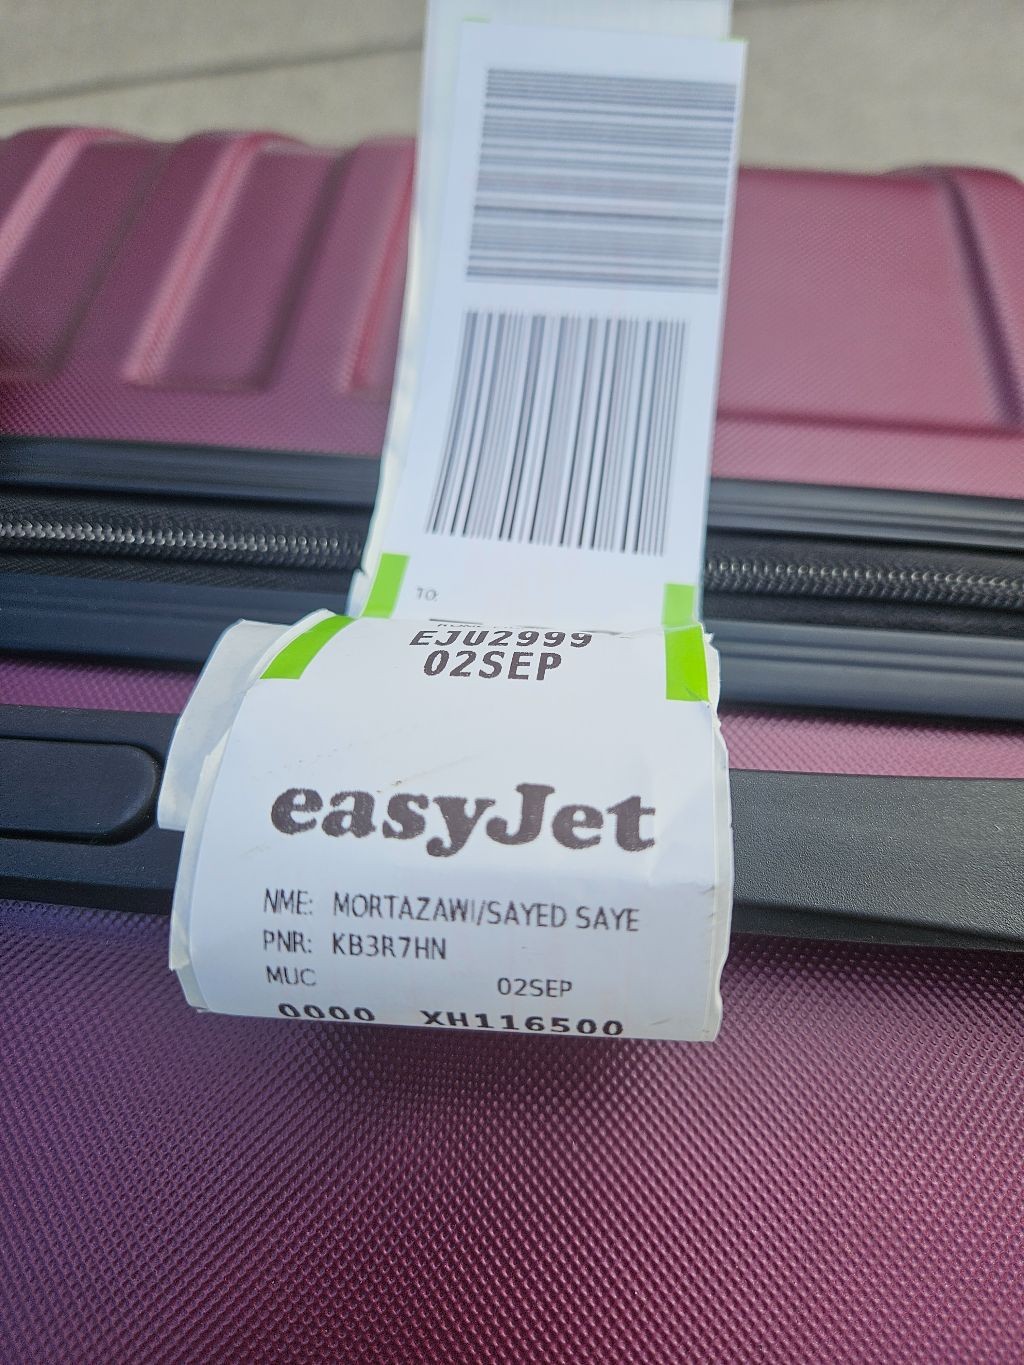 TO:
EJU2999
02SEP
easyJet
NME: MORTAZAWI/SAYED SAYE
PNR: KB3R7HN
MUC 02SEP
0000 XH116500